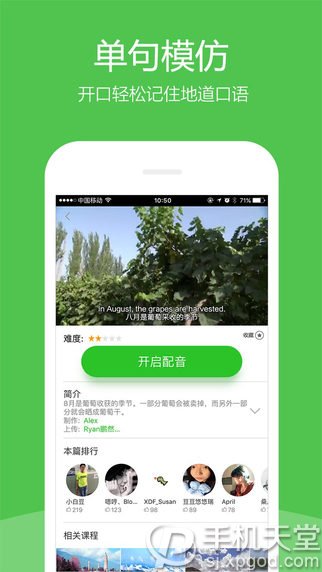 单句模仿
开口轻松记住地道口语
中国移动
10:50
71%
In August, the grapes are harvested.
八月是葡萄采收的季节
难度:
收藏
开启配音
简介
8月是葡萄收获的季节。一部分葡萄会被卖掉，而另外一部分
分就会晒成葡萄干。
制作： Alex
上传： Ryan鹏然...
本篇排行
小白豆
嗯哼、Blo...
XDF_Susan
豆豆悠悠瑞
April
桑
219
123
109
98
89
相关课程
手机天堂
sj.xpgod.com